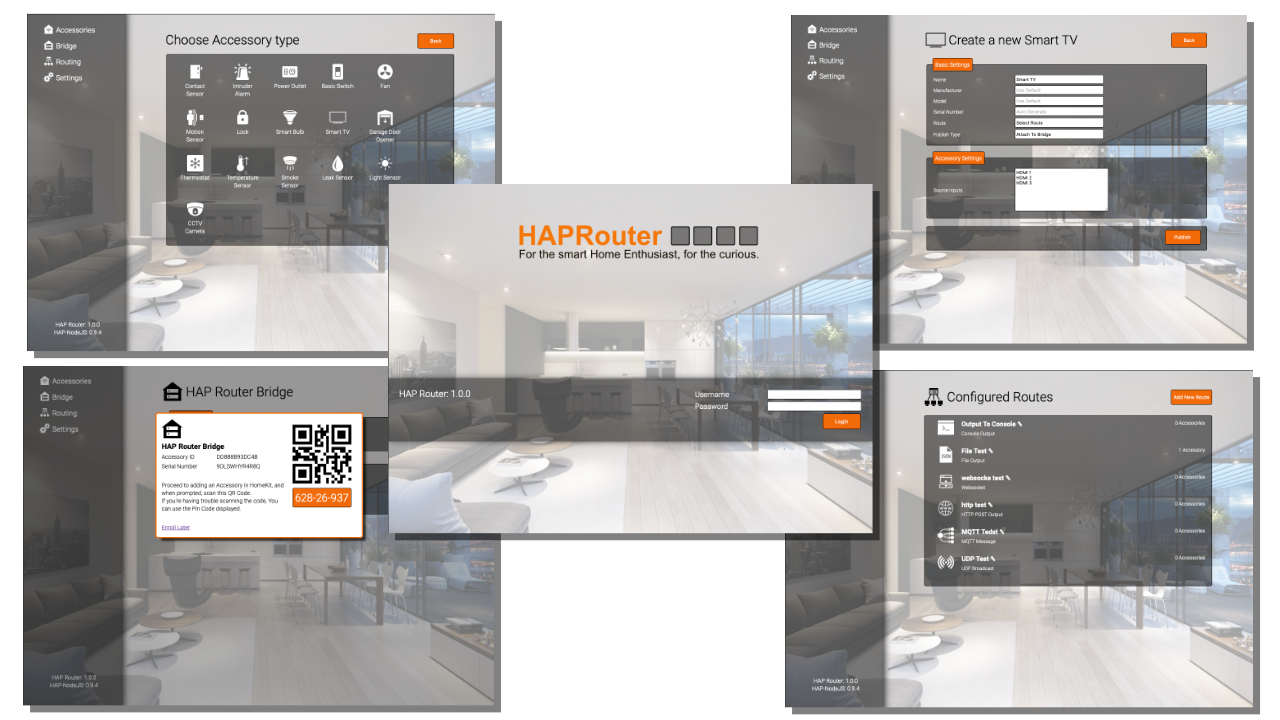 Accessories
Bridge
Routing
Settings
Choose Accessory type
Back
Contact
Sensor
Intruder
Alarm
Power Outlet
Basic Switch
Fan
Motion
Sensor
Lock
Smart Bulb
Smart TV
Garage Door
Opener
Thermostat
Temperature
Sensor
Smoke
Sensor
Leak Sensor
Light Sensor
CCTV
Camera
HAP Router: 1.0.0
HAP-NodeJS: 0.9.4
Accessories
Bridge
Routing
Settings
Create a new Smart TV
Back
Basic Settings
Name
Smart TV
Manufacturer
Use Default
Model
Use Default
Serial Number
Auto Generate
Route
Select Route
Publish Type
Attach To Bridge
Accessory Settings
Source Inputs
HDMI 1
HDMI 2
HDMI 3
Publish
HAPRouter
For the smart Home Enthusiast, for the curious.
HAP Router: 1.0.0
Username
Password
Login
Accessories
Bridge
Routing
Settings
HAP Router Bridge
HAP Router Bridge
Accessory ID DD888B93DC48
Serial Number 9OLSWHYR4R8Q
Proceed to adding an Accessory in HomeKit, and
when prompted, scan this QR Code.
If you're having trouble scanning the code, You
can use the Pin Code displayed.
628-26-937
Enroll Later
HAP Router: 1.0.0
HAP-NodeJS: 0.9.4
Configured Routes
Add New Route
Output To Console
Console Output
0 Accessories
File Test
File Output
1 Accessory
JSON
websocke test
Websocket
http test
HTTP POST Output
0 Accessories
WWW
MQTT Tedst
MQTT Message
0 Accessories
UDP Test
UDP Broadcast
0 Accessories
HAP Router: 1.0.0
HAP-NodeJS: 0.9.4